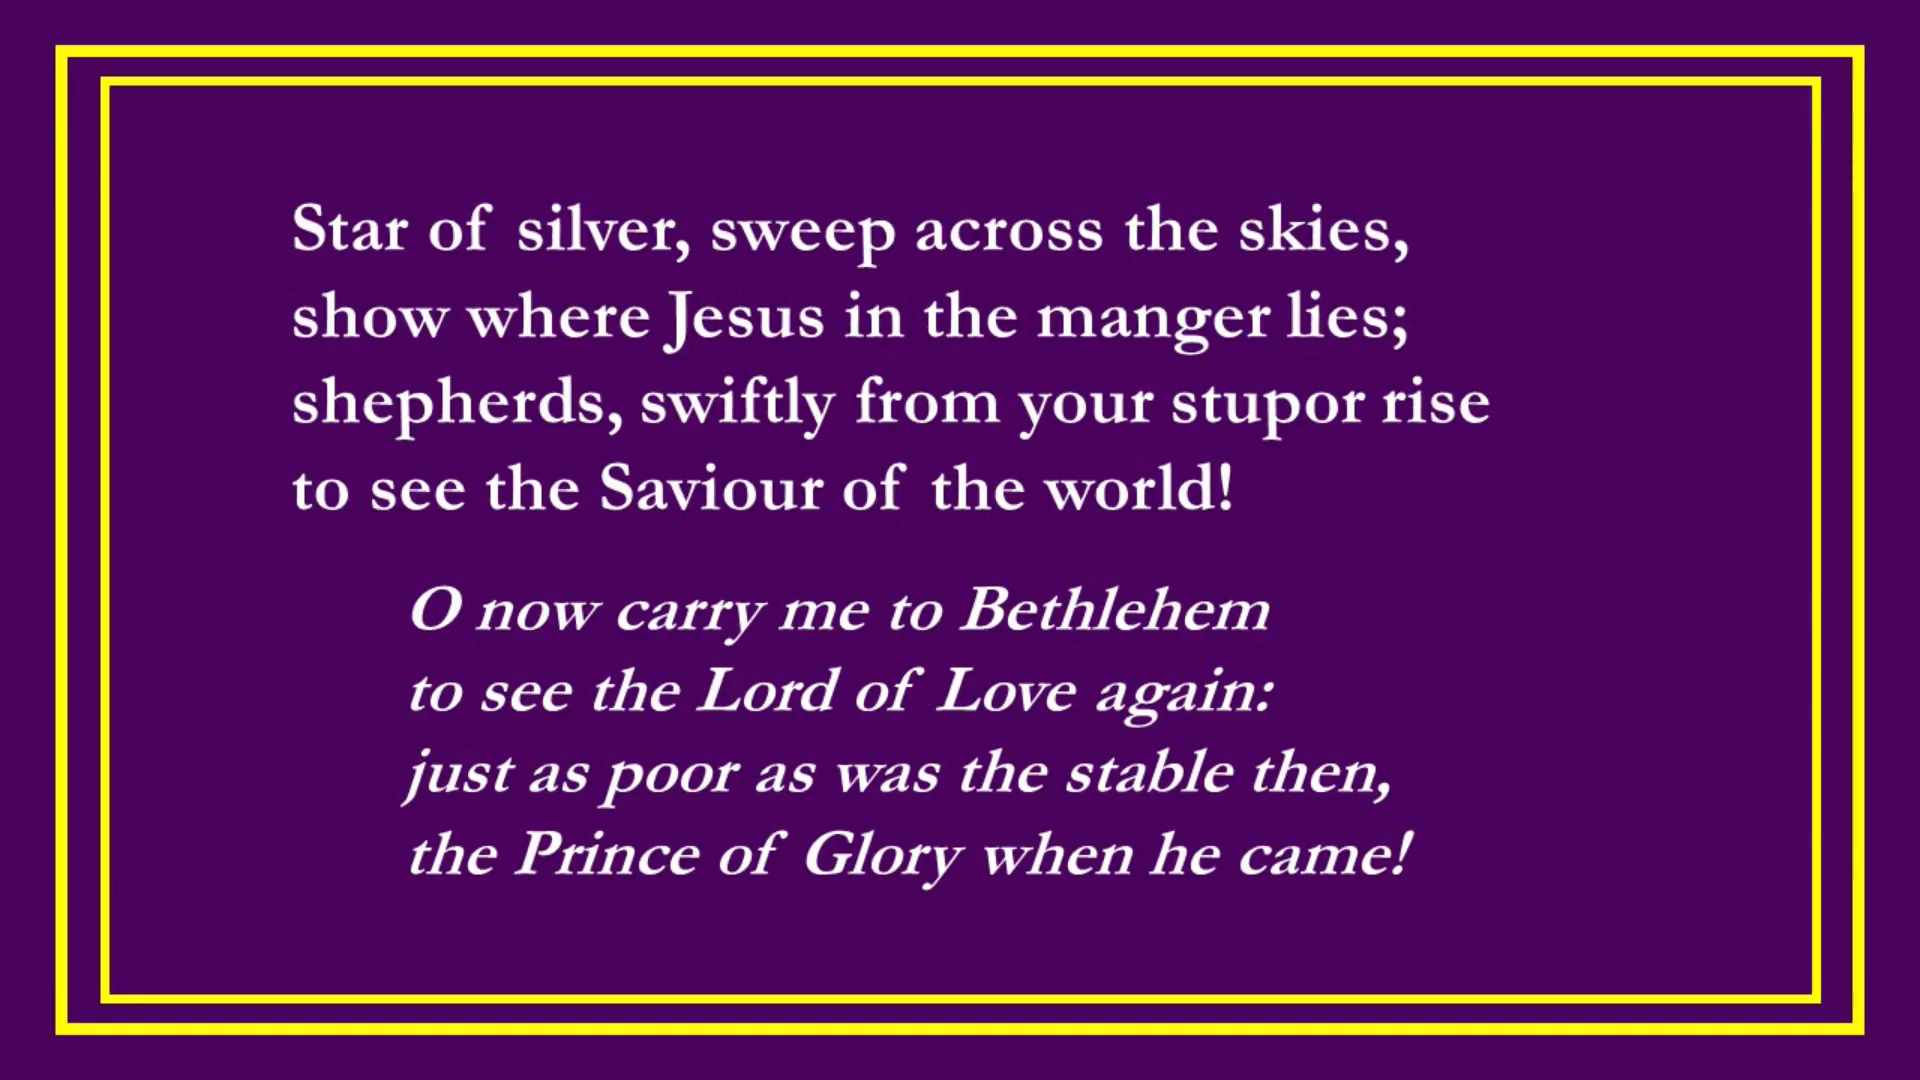 Star of silver, sweep across the skies,
show where Jesus in the manger lies;
shepherds, swiftly from your stupor rise
to see the Saviour of the world!
O now carry me to Bethlehem
to see the Lord of Love again:
just as poor as was the stable then,
the Prince of Glory when he came!